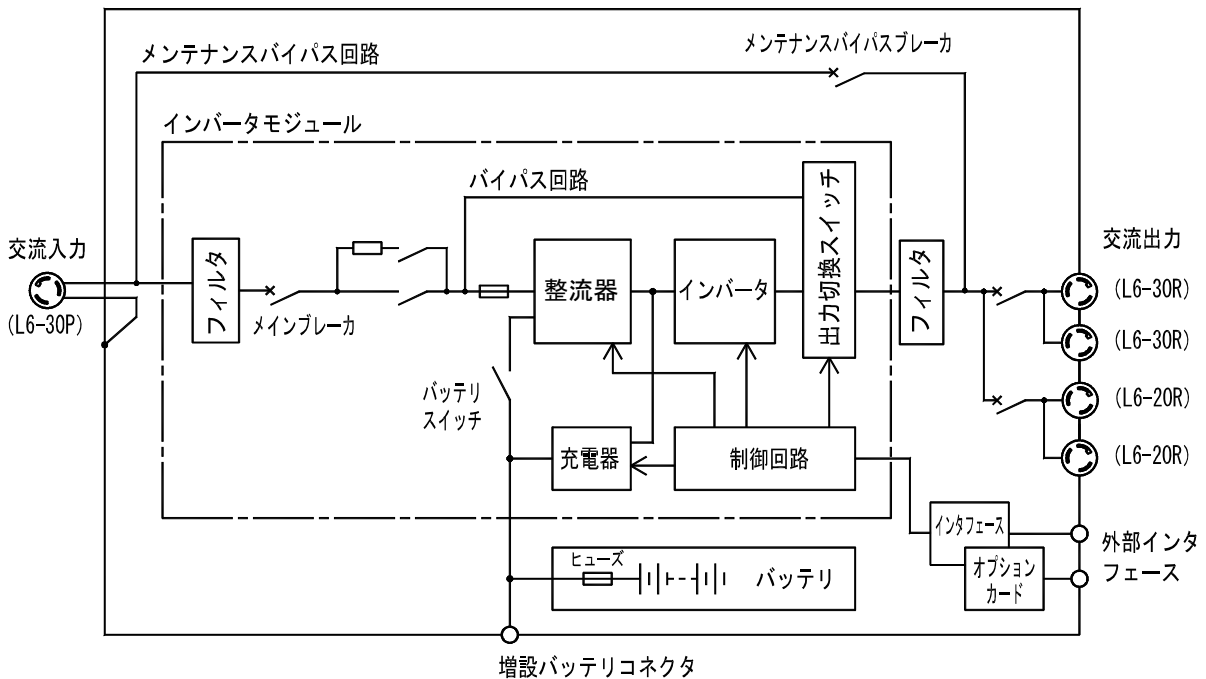 メンテナンスバイパス回路
メンテナンスバイパスブレーカ
インバータモジュール
バイパス回路
交流入力
(L6-30P)
フィルタ
メインブレーカ
整流器
インバータ
出力切換スイッチ
フィルタ
交流出力
(L6-30R)
(L6-30R)
(L6-20R)
(L6-20R)
バッテリ
スイッチ
充電器
制御回路
インタフェース
オプション
カード
外部インタ
フェース
ヒューズ
バッテリ
増設バッテリコネクタ